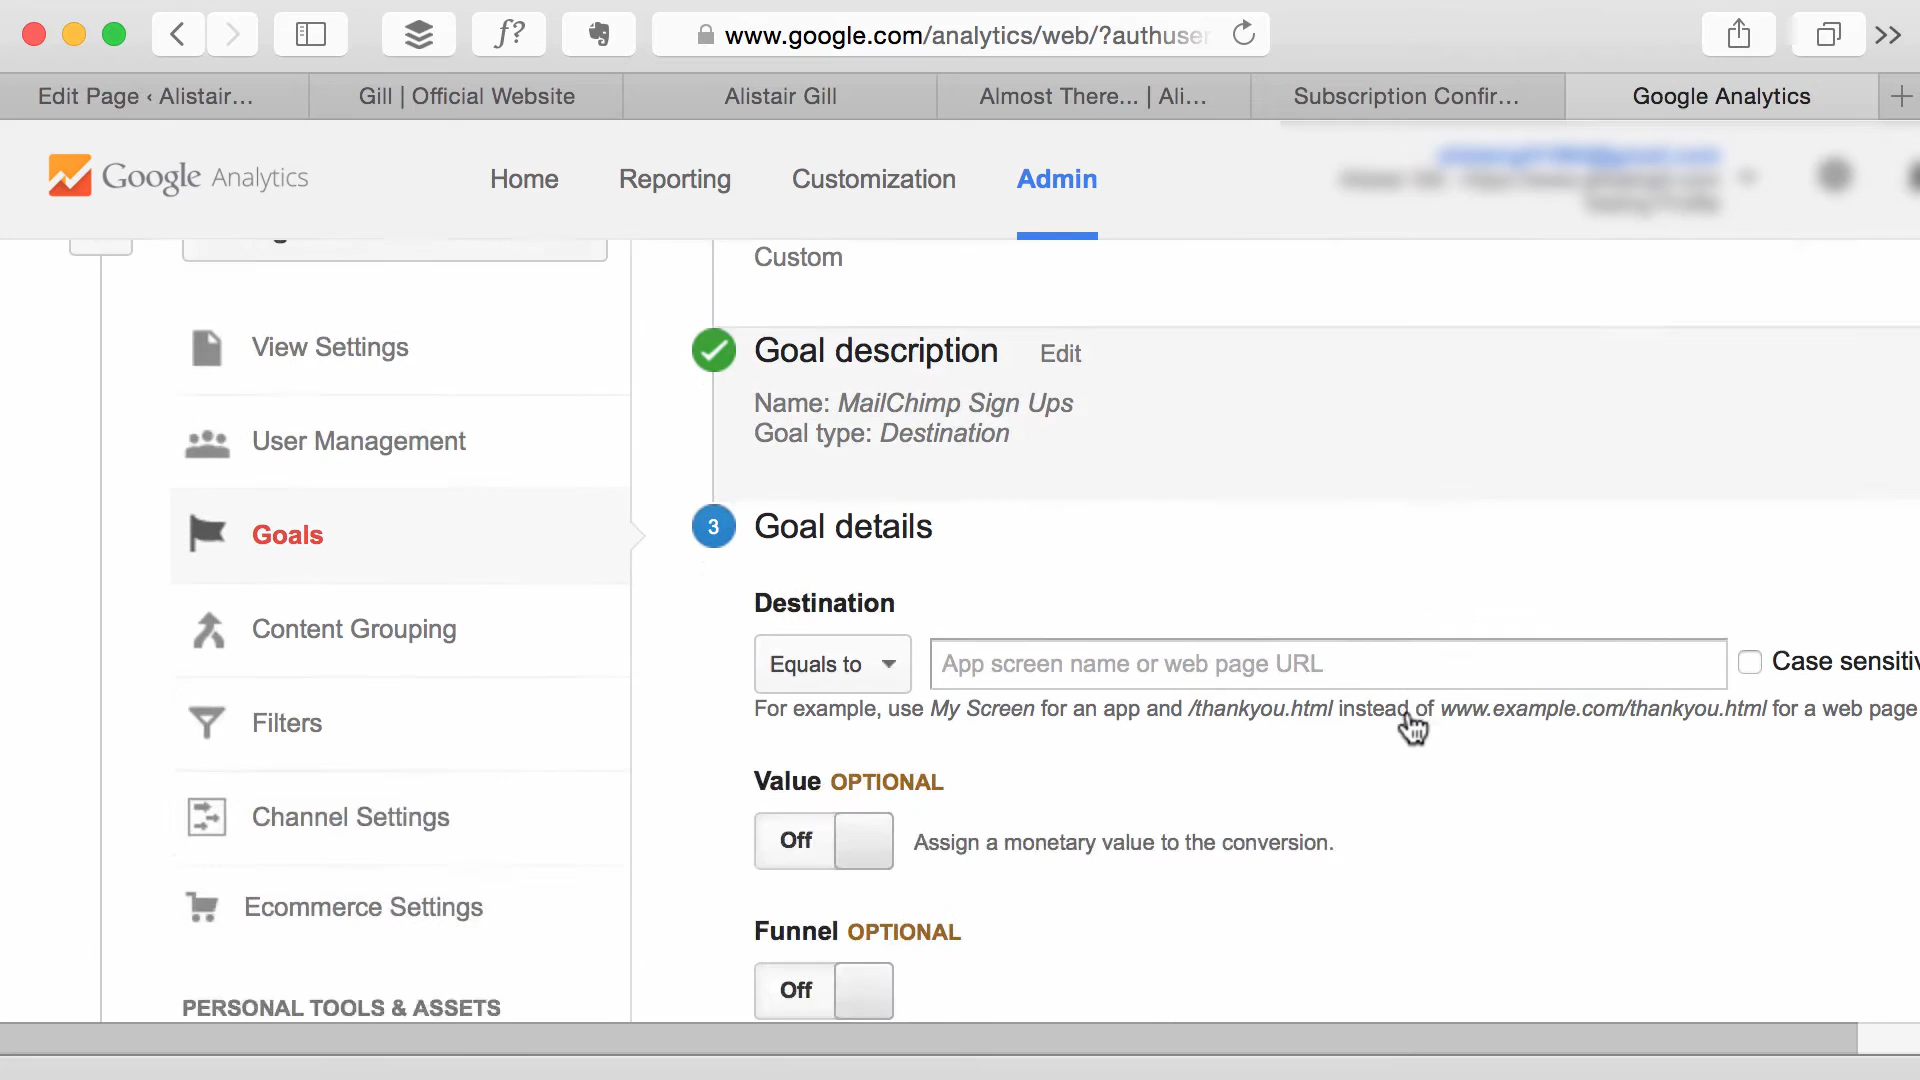 f?
www.google.com/analytics/web/?authuser
Edit Page ‹ Alistair...
Gill | Official Website
Alistair Gill
Almost There... | Ali...
Subscription Confir...
Google Analytics
Google Analytics
Home
Reporting
Customization
Admin
Custom
View Settings
Goal description
Edit
Name: MailChimp Sign Ups
Goal type: Destination
User Management
Goals
3
Goal details
Content Grouping
Destination
Equals to
App screen name or web page URL
Case sensitiv
For example, use My Screen for an app and /thankyou.html instead of www.example.com/thankyou.html for a web page
Filters
Value OPTIONAL
Channel Settings
Off
Assign a monetary value to the conversion.
Ecommerce Settings
Funnel OPTIONAL
Off
PERSONAL TOOLS & ASSETS